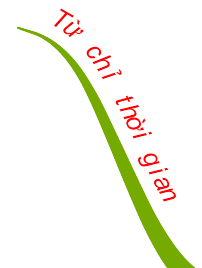 Từ chỉ thời gian